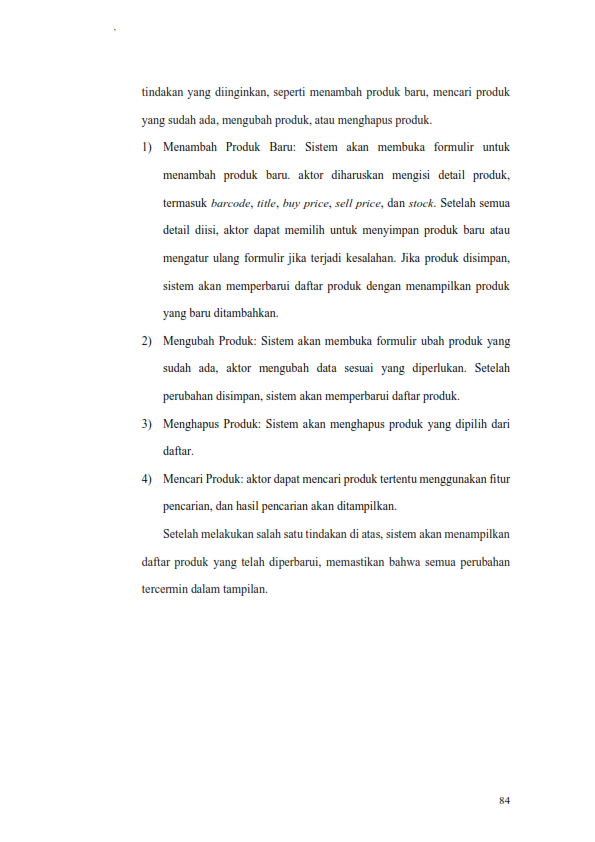 tindakan yang diinginkan, seperti menambah produk baru, mencari produk
yang sudah ada, mengubah produk, atau menghapus produk.
1) Menambah Produk Baru: Sistem akan membuka formulir untuk
menambah produk baru. aktor diharuskan mengisi detail produk,
termasuk barcode, title, buy price, sell price, dan stock. Setelah semua
detail diisi, aktor dapat memilih untuk menyimpan produk baru atau
mengatur ulang formulir jika terjadi kesalahan. Jika produk disimpan,
sistem akan memperbarui daftar produk dengan menampilkan produk
yang baru ditambahkan.
2) Mengubah Produk: Sistem akan membuka formulir ubah produk yang
sudah ada, aktor mengubah data sesuai yang diperlukan. Setelah
perubahan disimpan, sistem akan memperbarui daftar produk.
3) Menghapus Produk: Sistem akan menghapus produk yang dipilih dari
daftar.
4) Mencari Produk: aktor dapat mencari produk tertentu menggunakan fitur
pencarian, dan hasil pencarian akan ditampilkan.
Setelah melakukan salah satu tindakan di atas, sistem akan menampilkan
daftar produk yang telah diperbarui, memastikan bahwa semua perubahan
tercermin dalam tampilan.
84